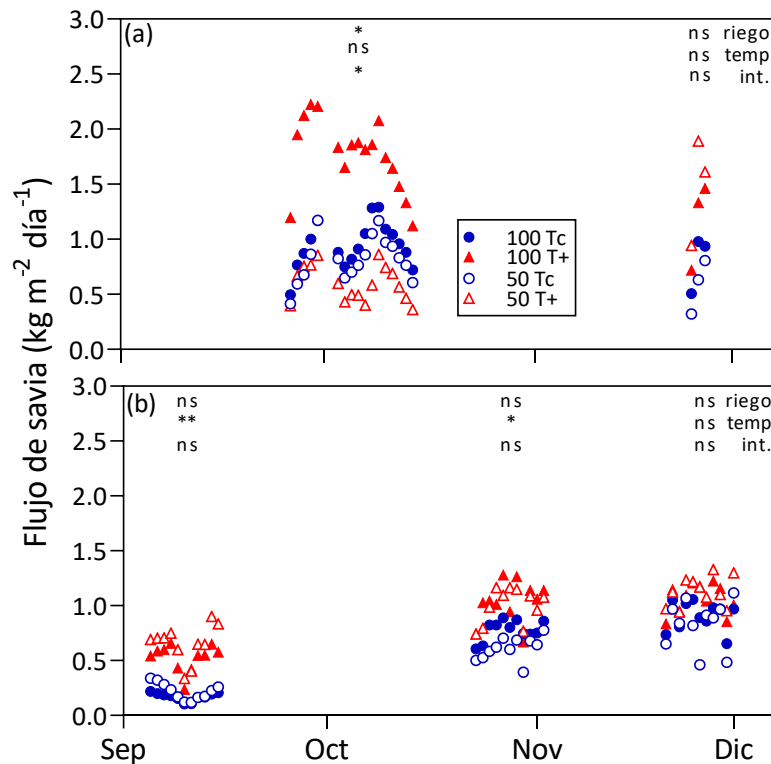 Flujo de savia (kg m⁻² día⁻¹)
(a)
3.0
2.5
2.0
1.5
1.0
0.5
0.0
*
ns
*
ns riego
ns temp
ns int.
100 Tc
100 T+
50 Tc
50 T+
(b)
3.0
2.5
2.0
1.5
1.0
0.5
0.0
ns
**
ns
ns
*
ns
ns riego
ns temp
ns int.
Sep Oct Nov Dic